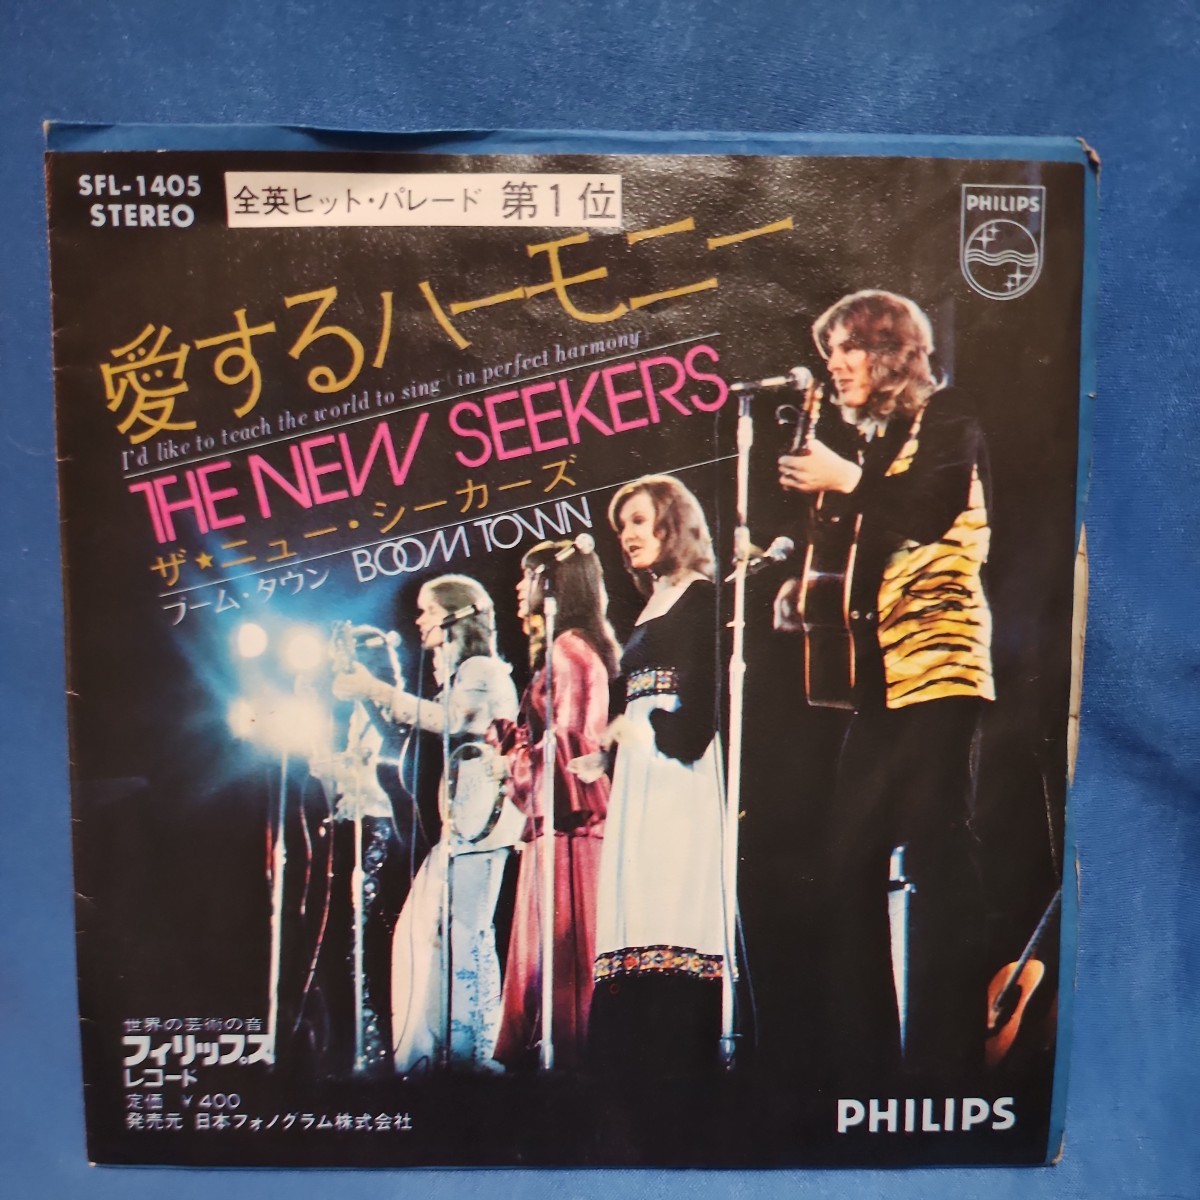 SFL-1405
STEREO
全英ヒット・パレード 第1位
PHILIPS
愛するハーモニー
I'd like to teach the world to sing (in perfect harmony)
THE NEW SEEKERS
ザ★ニュー・シーカーズ
ブーム・タウン BOOM TOWN
世界の芸術の音
フィリップス
レコード
定価 ¥400
発売元 日本フォノグラム株式会社
PHILIPS